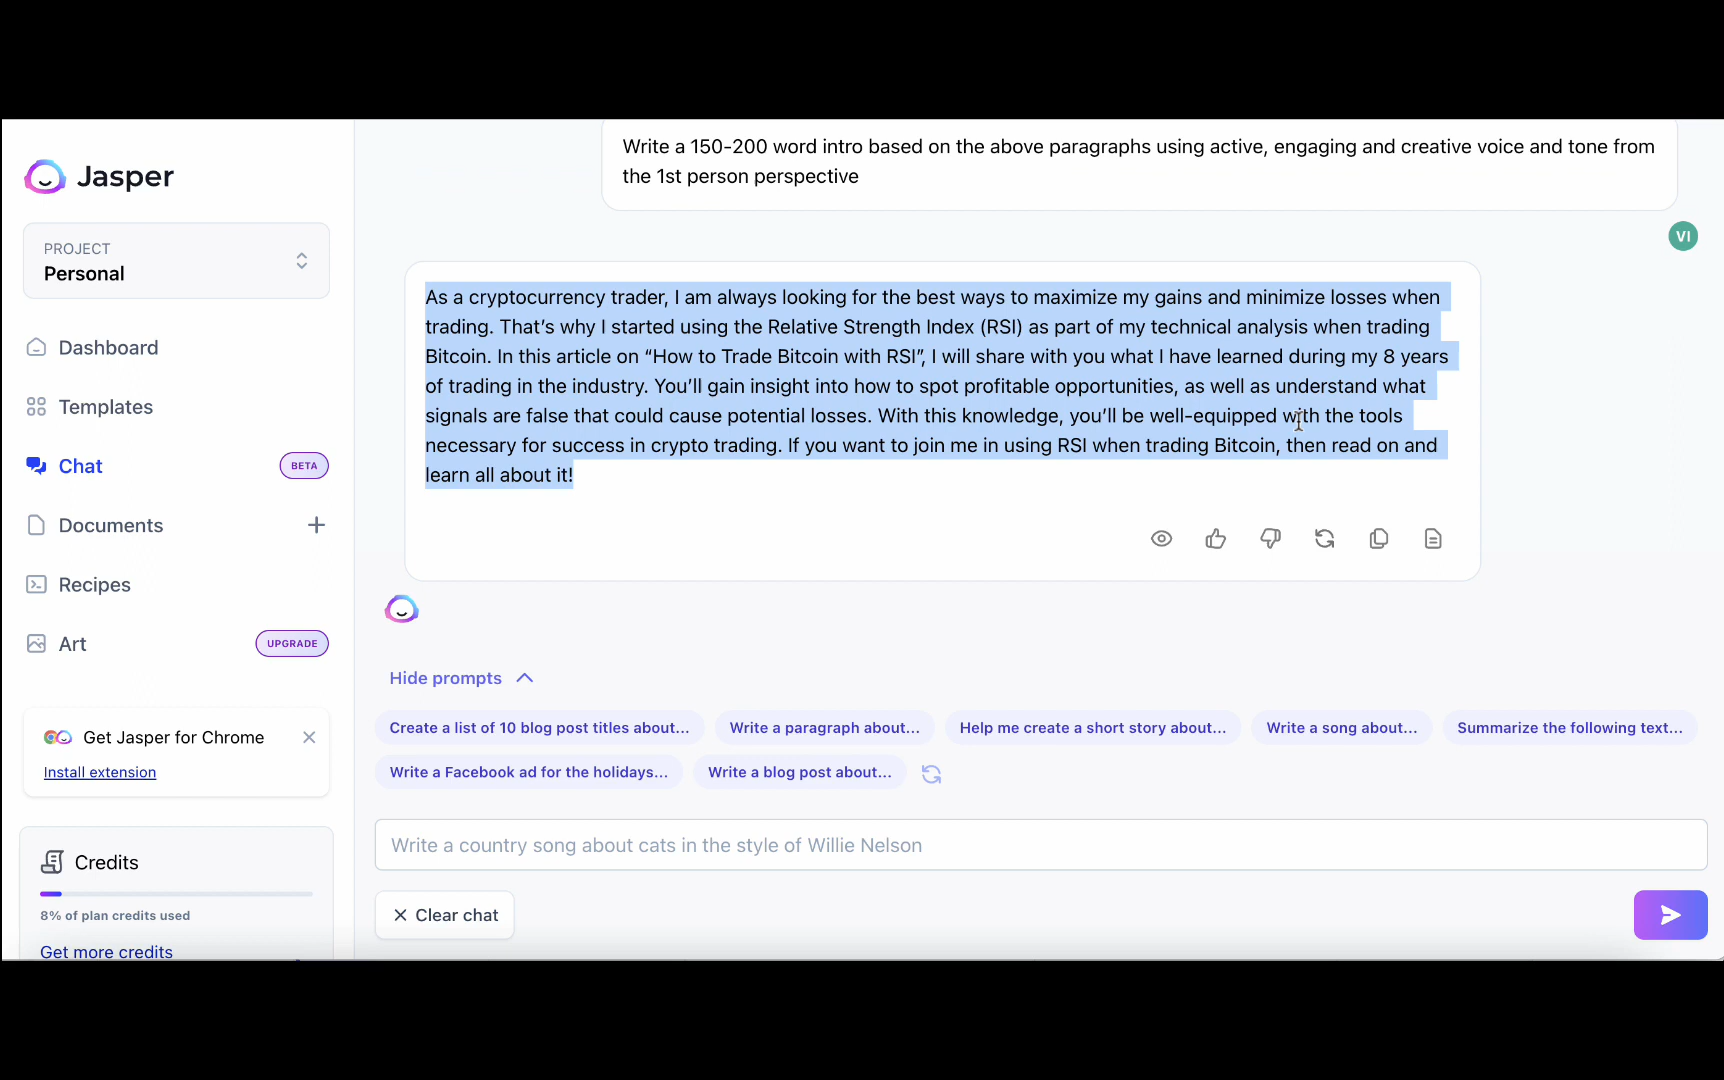 Jasper
PROJECT
Personal
Dashboard
Templates
Chat
BETA
Documents
Recipes
Art
UPGRADE
Get Jasper for Chrome
Install extension
Credits
8% of plan credits used
Get more credits
Write a 150-200 word intro based on the above paragraphs using active, engaging and creative voice and tone from
the 1st person perspective
VI
As a cryptocurrency trader, I am always looking for the best ways to maximize my gains and minimize losses when
trading. That’s why I started using the Relative Strength Index (RSI) as part of my technical analysis when trading
Bitcoin. In this article on “How to Trade Bitcoin with RSI”, I will share with you what I have learned during my 8 years
of trading in the industry. You’ll gain insight into how to spot profitable opportunities, as well as understand what
signals are false that could cause potential losses. With this knowledge, you’ll be well-equipped with the tools
necessary for success in crypto trading. If you want to join me in using RSI when trading Bitcoin, then read on and
learn all about it!
Hide prompts
Create a list of 10 blog post titles about...
Write a paragraph about...
Help me create a short story about...
Write a song about...
Summarize the following text...
Write a Facebook ad for the holidays...
Write a blog post about...
Write a country song about cats in the style of Willie Nelson
Clear chat